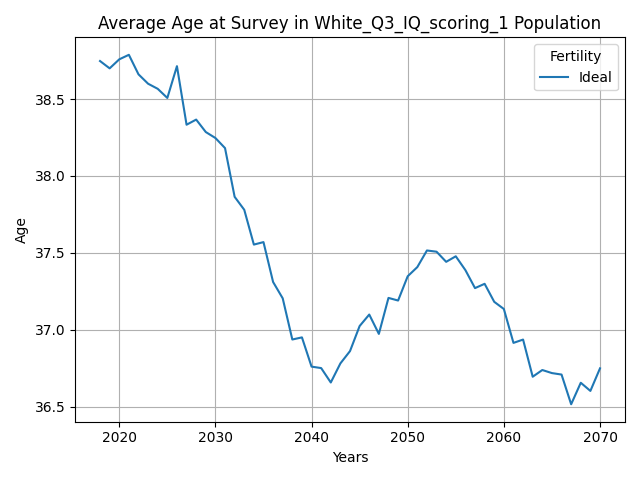 Average Age at Survey in White_Q3_IQ_scoring_1 Population
Fertility
Ideal
Age
38.5
38.0
37.5
37.0
36.5
2020 2030 2040 2050 2060 2070
Years